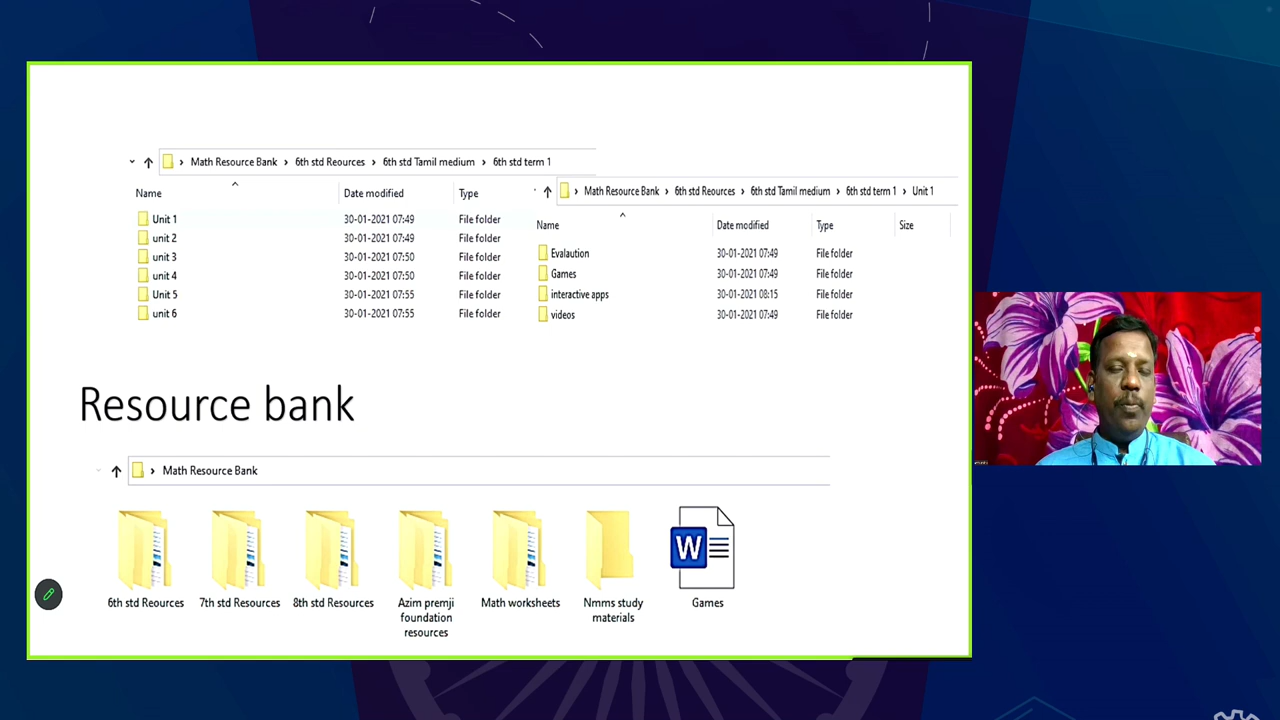 Math Resource Bank › 6th std Reources › 6th std Tamil medium › 6th std term 1
Name Date modified Type
Unit 1 30-01-2021 07:49 File folder
unit 2 30-01-2021 07:49 File folder
unit 3 30-01-2021 07:50 File folder
unit 4 30-01-2021 07:50 File folder
Unit 5 30-01-2021 07:55 File folder
unit 6 30-01-2021 07:55 File folder
Math Resource Bank › 6th std Reources › 6th std Tamil medium › 6th std term 1 › Unit 1
Name Date modified Type Size
Evalaution 30-01-2021 07:49 File folder
Games 30-01-2021 07:49 File folder
interactive apps 30-01-2021 08:15 File folder
videos 30-01-2021 07:49 File folder
Resource bank
Math Resource Bank
6th std Reources
7th std Resources
8th std Resources
Azim premji
foundation
resources
Math worksheets
Nmms study
materials
W
Games